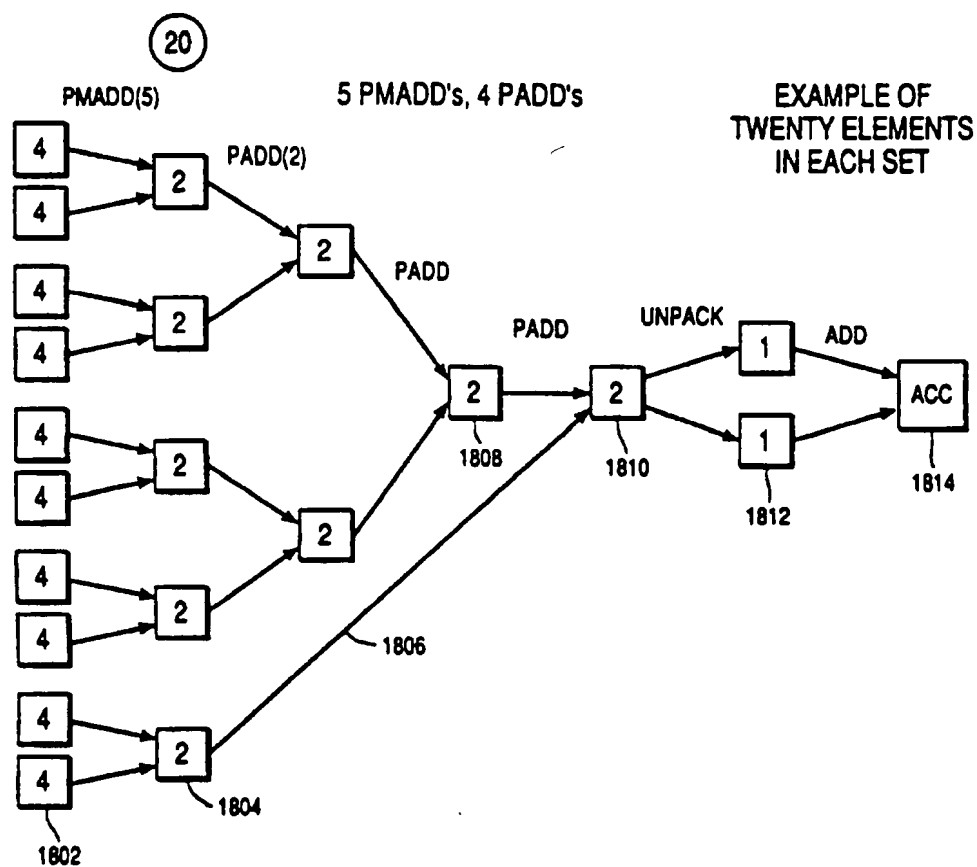 20
PMADD(5)
5 PMADD's, 4 PADD's
EXAMPLE OF
TWENTY ELEMENTS
IN EACH SET
PADD(2)
PADD
PADD
UNPACK
ADD
4
4
4
4
4
4
4
4
4
4
2
2
2
2
2
2
2
2
2
1
1
ACC
1808
1810
1812
1814
1806
1804
1802